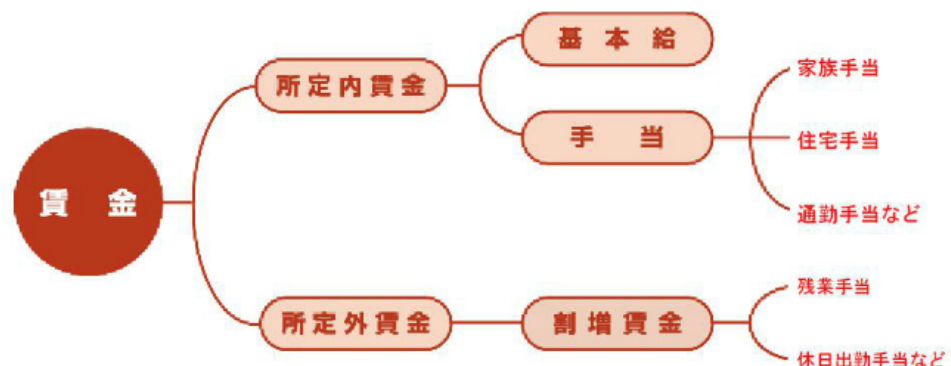 賃金
所定内賃金
基本給
手当
家族手当
住宅手当
通勤手当など
所定外賃金
割増賃金
残業手当
休日出勤手当など